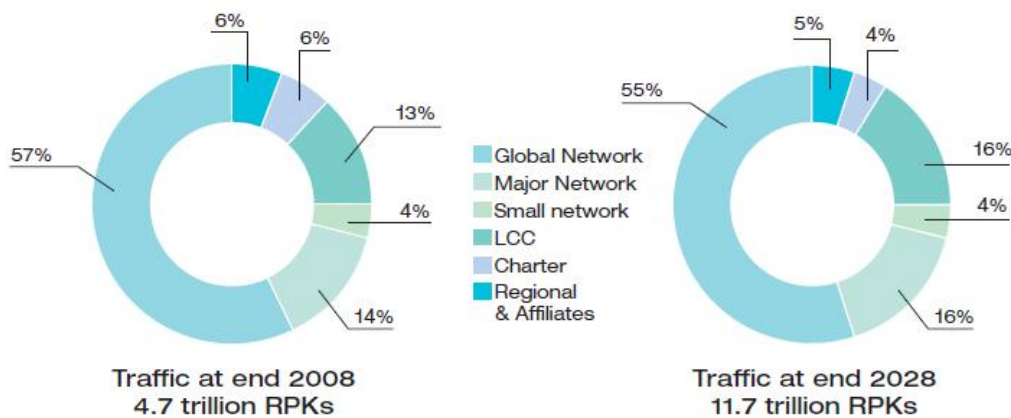 6%
6%
13%
57%
4%
14%
Traffic at end 2008
4.7 trillion RPKs
Global Network
Major Network
Small network
LCC
Charter
Regional
& Affiliates
5%
4%
55%
16%
4%
16%
Traffic at end 2028
11.7 trillion RPKs